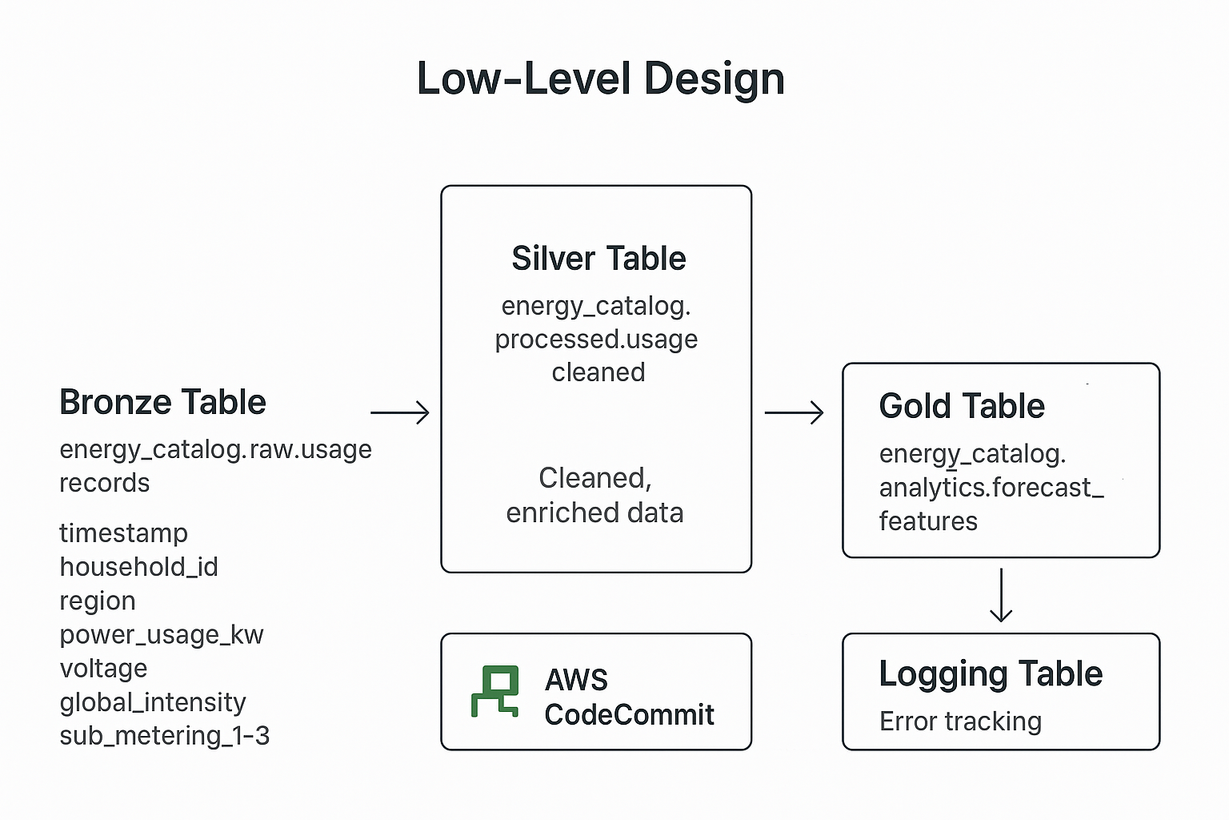 Low-Level Design
Bronze Table
energy_catalog.raw.usage
records
timestamp
household_id
region
power_usage_kw
voltage
global_intensity
sub_metering_1-3
Silver Table
energy_catalog.
processed.usage
cleaned
Cleaned,
enriched data
AWS
CodeCommit
Gold Table
energy_catalog.
analytics.forecast_
features
Logging Table
Error tracking